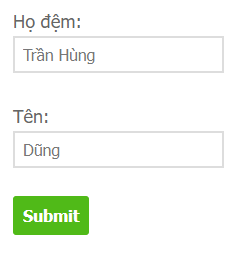 Họ đệm:
Trần Hùng
Tên:
Dũng
Submit